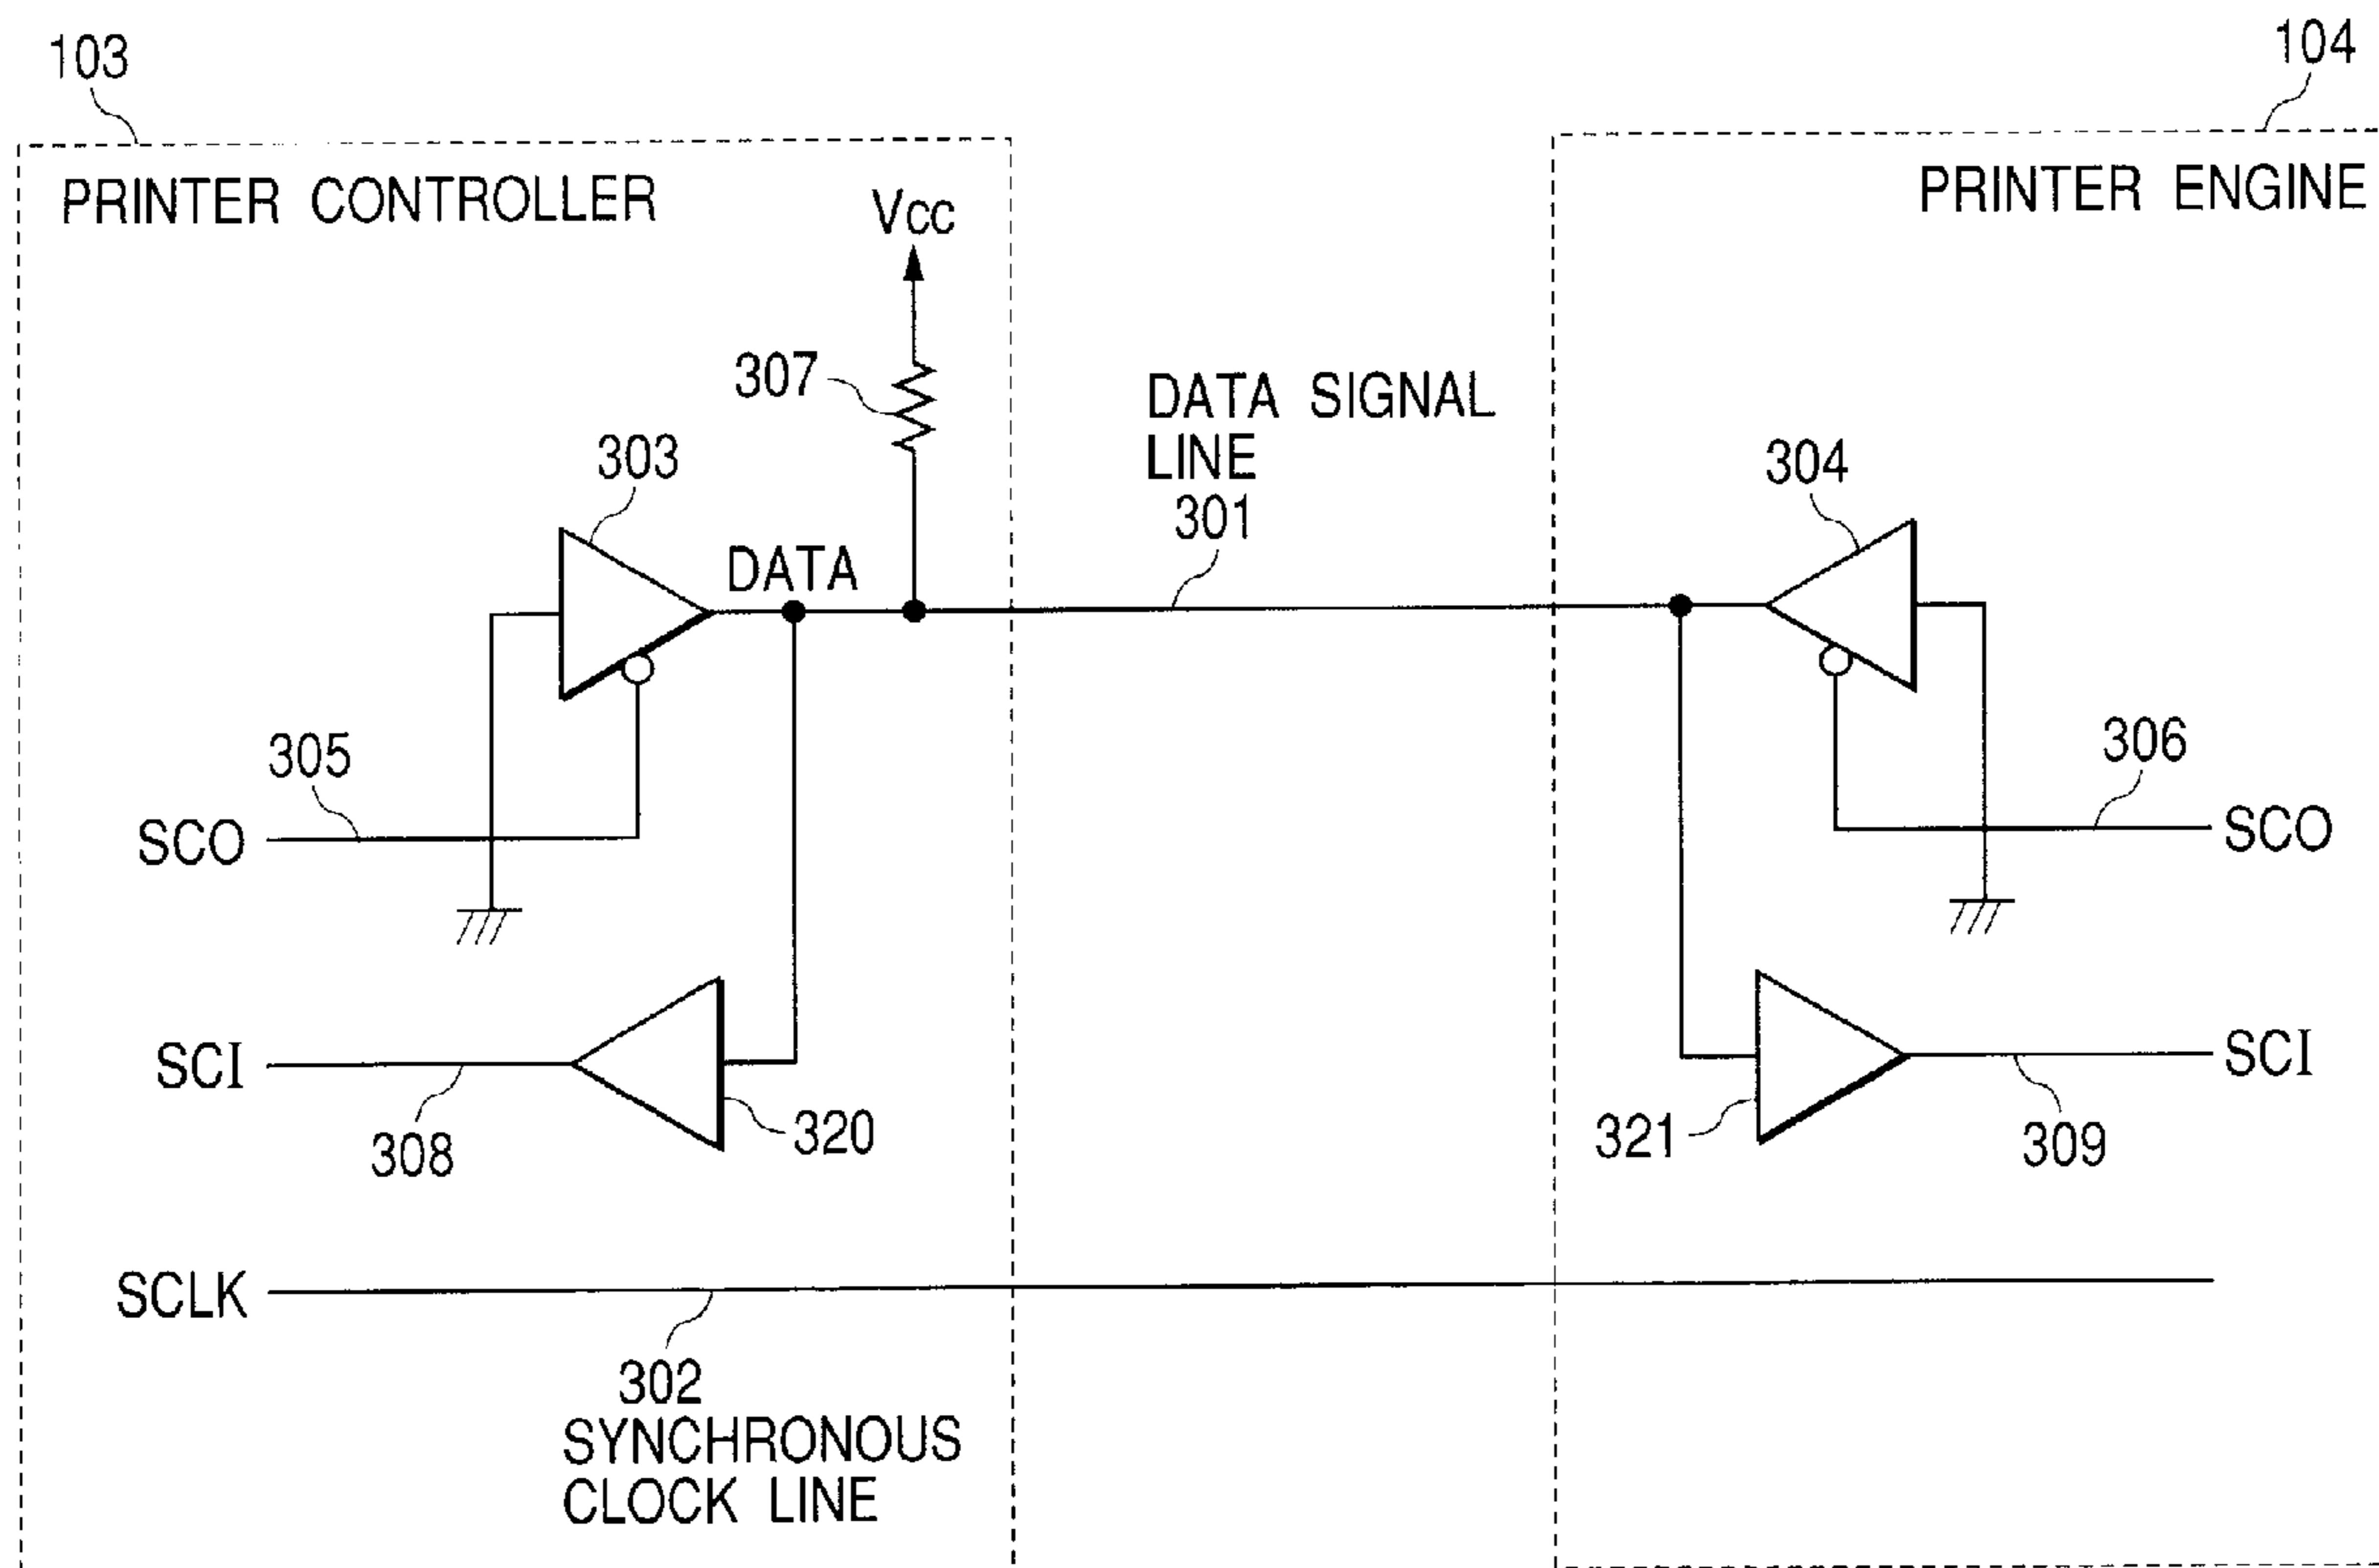 103
104
PRINTER CONTROLLER
PRINTER ENGINE
Vcc
307
DATA SIGNAL
LINE
301
303
304
DATA
305
306
SCO
SCO
SCI
SCI
308
320
321
309
SCLK
302
SYNCHRONOUS
CLOCK LINE